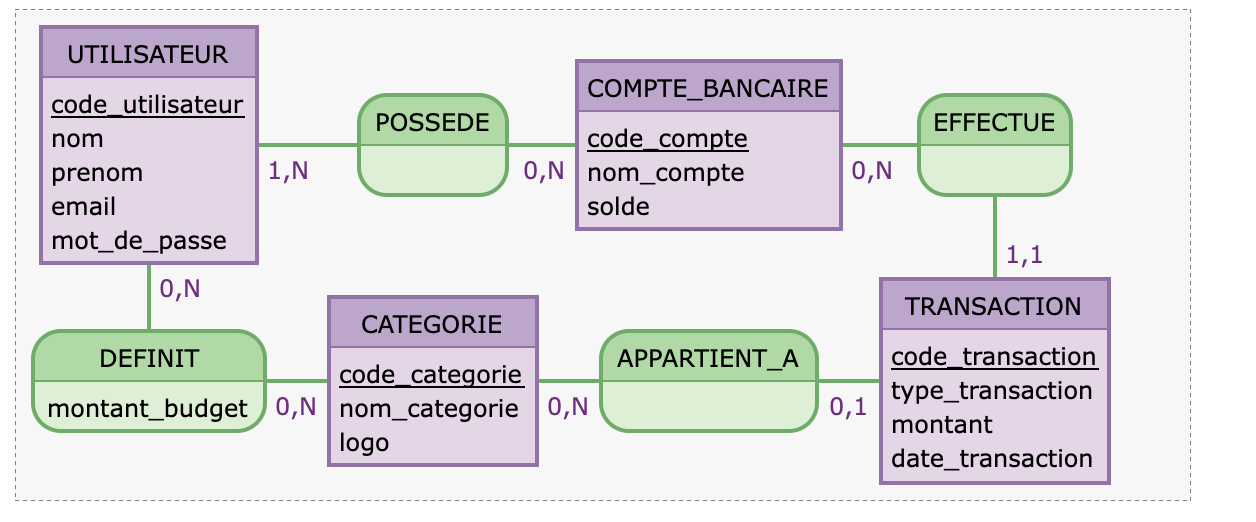 UTILISATEUR
code_utilisateur
nom
prenom
email
mot_de_passe
1,N
POSSEDE
0,N
COMPTE_BANCAIRE
code_compte
nom_compte
solde
0,N
EFFECTUE
1,1
0,N
DEFINIT
montant_budget
0,N
CATEGORIE
code_categorie
nom_categorie
logo
0,N
APPARTIENT_A
0,1
TRANSACTION
code_transaction
type_transaction
montant
date_transaction